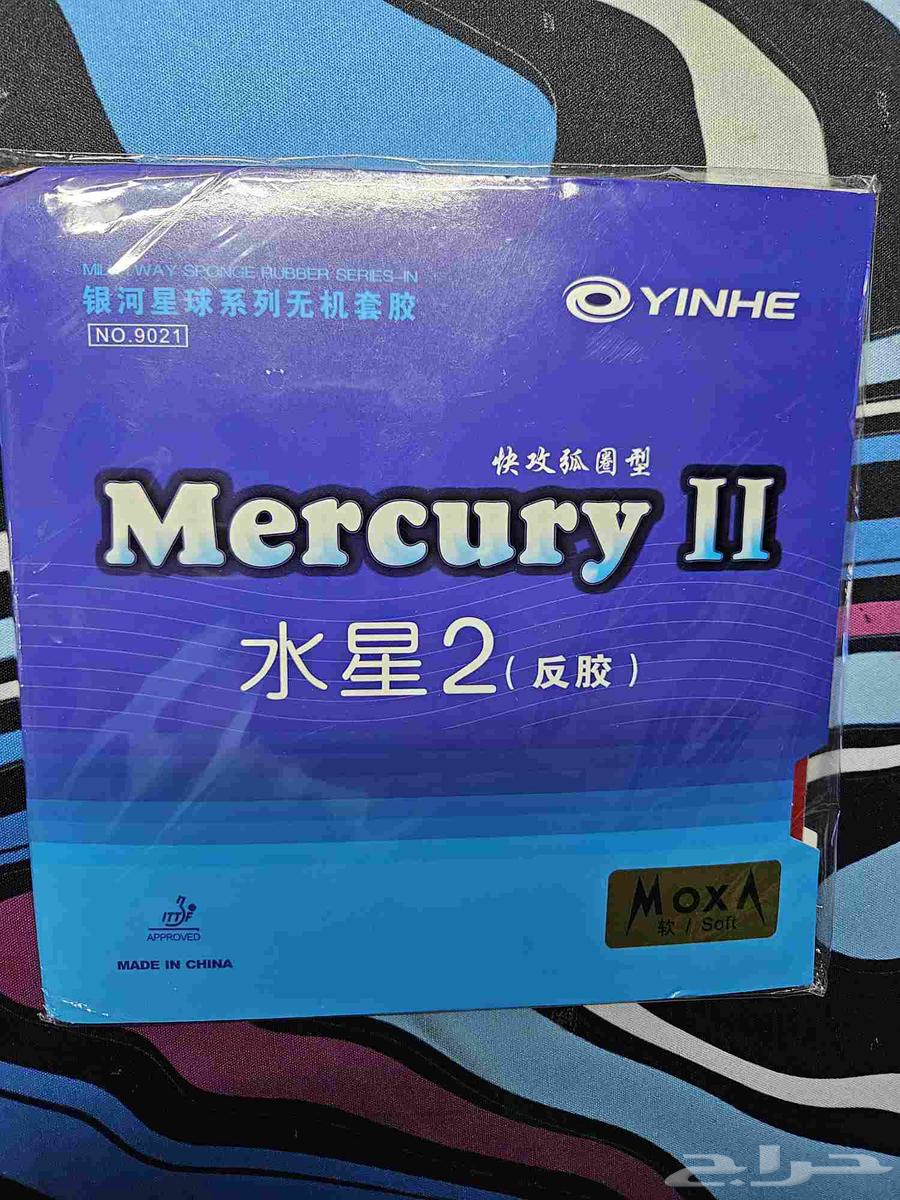 MILKYWAY SPONGE RUBBER SERIES-IN
银河星球系列无机套胶
NO.9021
YINHE
快攻弧圈型
Mercury II
水星2(反胶)
ITTF
APPROVED
MADE IN CHINA
MOXA
软 / Soft
حراج